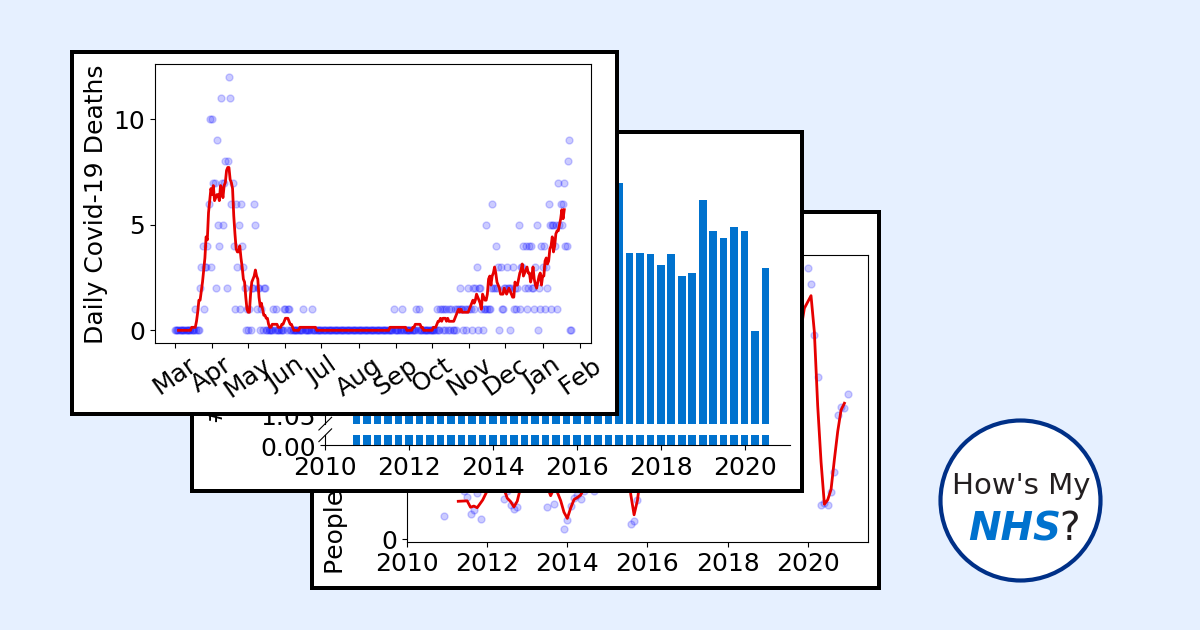 Daily Covid-19 Deaths
10
5
0
Mar Apr May Jun Jul Aug Sep Oct Nov Dec Jan Feb
1.05
0.00
2010 2012 2014 2016 2018 2020
People
0
2010 2012 2014 2016 2018 2020
How's My
NHS?